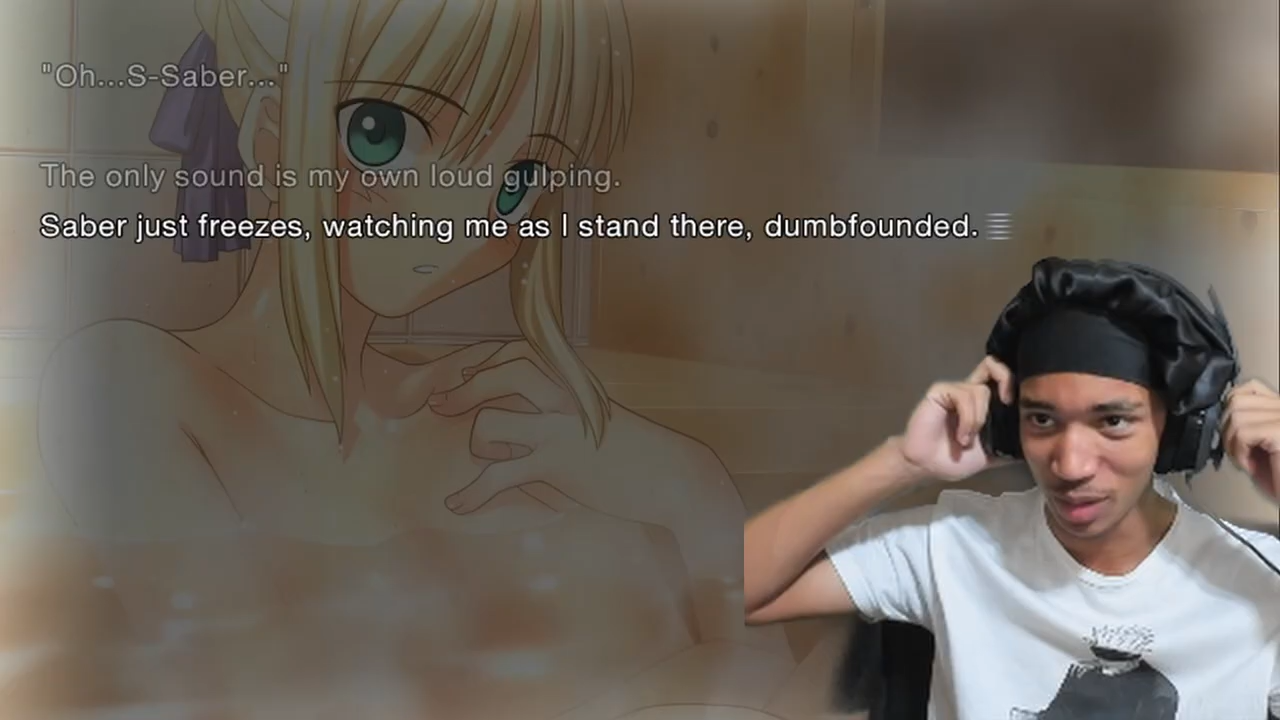 "Oh...S-Saber..."
The only sound is my own loud gulping.
Saber just freezes, watching me as I stand there, dumbfounded.